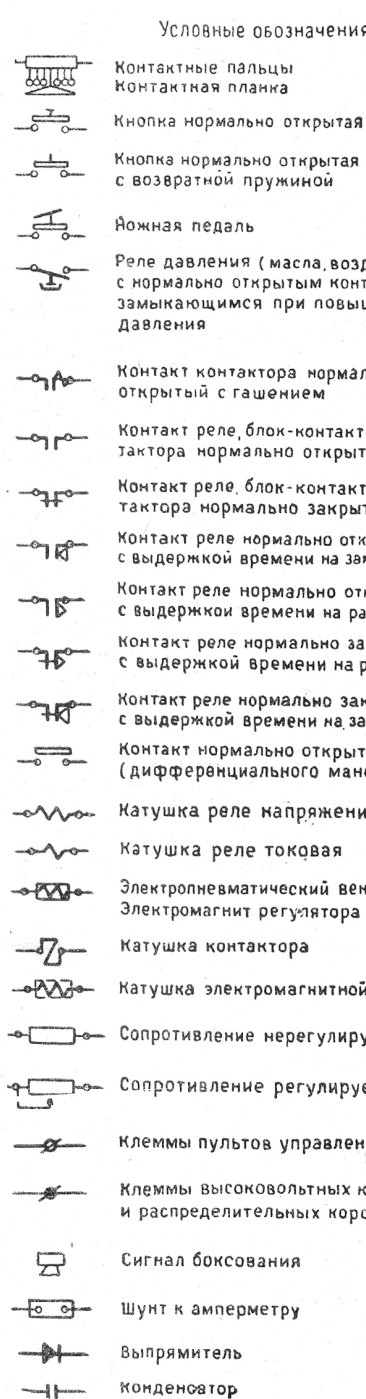 Условные обозначения
Контактные пальцы
Контактная планка
Кнопка нормально открытая
Кнопка нормально открытая
с возвратной пружиной
Ножная педаль
Реле давления (масла, возд
с нормально открытым конт
замыкающимся при повыш
давления
Контакт контактора нормал
открытый с гашением
Контакт реле, блок-контакт
тактора нормально открыт
Контакт реле, блок-контакт
тактора нормально закрыт
Контакт реле нормально отк
с выдержкой времени на зам
Контакт реле нормально отк
с выдержкой времени на ра
Контакт реле нормально за
с выдержкой времени на р
Контакт реле нормально зак
с выдержкой времени на за
Контакт нормально открыт
(дифференциального мано
Катушка реле напряжени
Катушка реле токовая
Электропневматический вен
Электромагнит регулятора
Катушка контактора
Катушка электромагнитной
Сопротивление нерегулиру
Сопротивление регулируе
Клеммы пультов управлен
Клеммы высоковольтных к
и распределительных коро
Сигнал боксования
Шунт к амперметру
Выпрямитель
Конденсатор